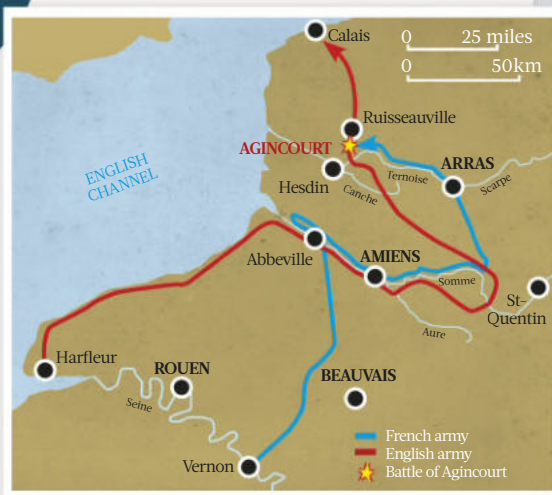 Calais
0 25 miles
0 50km
Ruisseauville
AGINCOURT
ARRAS
Ternoise
Scarpe
Hesdin
Canche
ENGLISH
CHANNEL
Abbeville
AMIENS
Somme
St-
Quentin
Aure
Harfleur
ROUEN
BEAUVAIS
Seine
Vernon
French army
English army
Battle of Agincourt